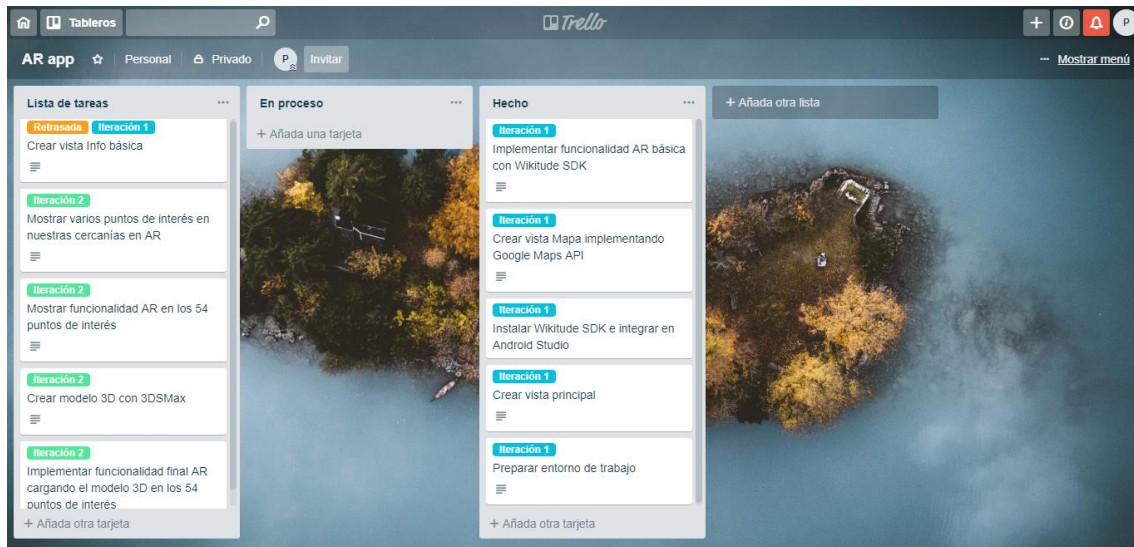 Tableros
Trello
P
AR app
Personal
Privado
P
Invitar
··· Mostrar menú
Lista de tareas ···
Retrasada Iteración 1
Crear vista Info básica
Iteración 2
Mostrar varios puntos de interés en
nuestras cercanías en AR
Iteración 2
Mostrar funcionalidad AR en los 54
puntos de interés
Iteración 2
Crear modelo 3D con 3DSMax
Iteración 2
Implementar funcionalidad final AR
cargando el modelo 3D en los 54
puntos de interés
+ Añada otra tarjeta
En proceso ···
+ Añada una tarjeta
Hecho ···
Iteración 1
Implementar funcionalidad AR básica
con Wikitude SDK
Iteración 1
Crear vista Mapa implementando
Google Maps API
Iteración 1
Instalar Wikitude SDK e integrar en
Android Studio
Iteración 1
Crear vista principal
Iteración 1
Preparar entorno de trabajo
+ Añada otra tarjeta
+ Añada otra lista